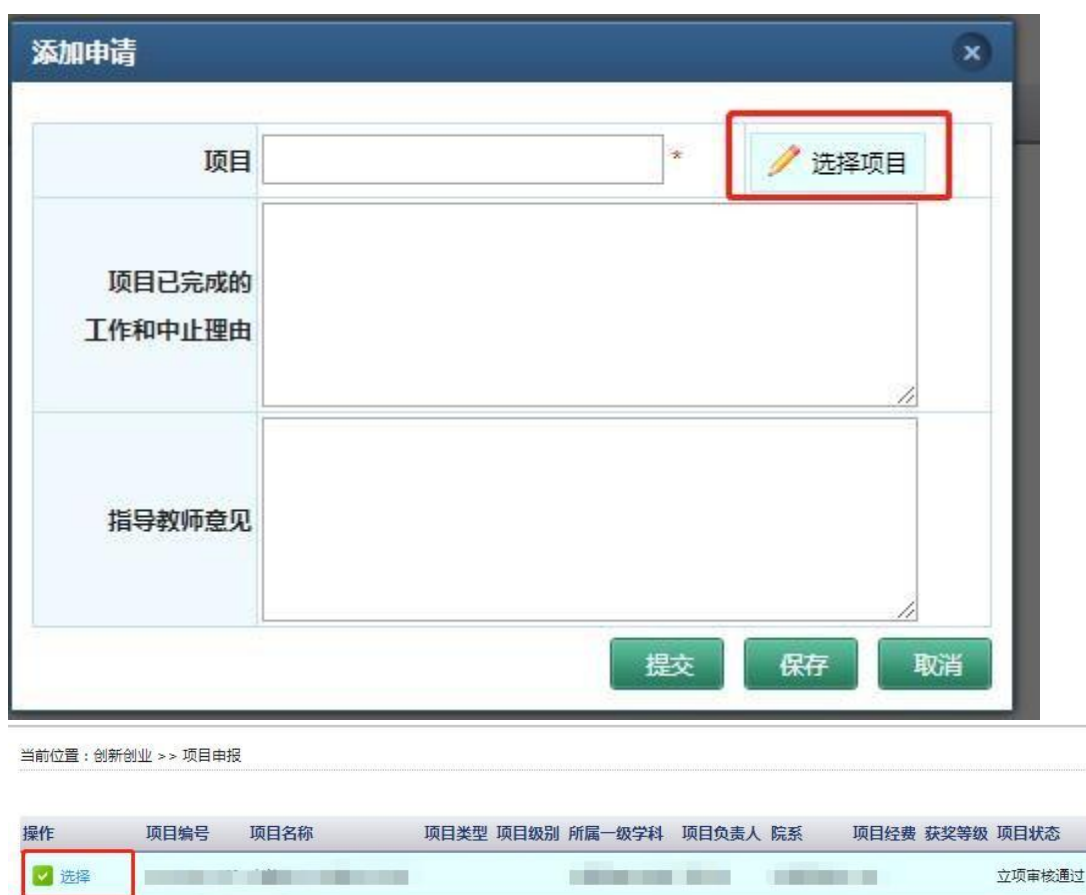 添加申请
项目 * 选择项目
项目已完成的
工作和中止理由
指导教师意见
提交 保存 取消
当前位置：创新创业 >> 项目申报
操作 项目编号 项目名称 项目类型 项目级别 所属一级学科 项目负责人 院系 项目经费 获奖等级 项目状态
选择 立项审核通过